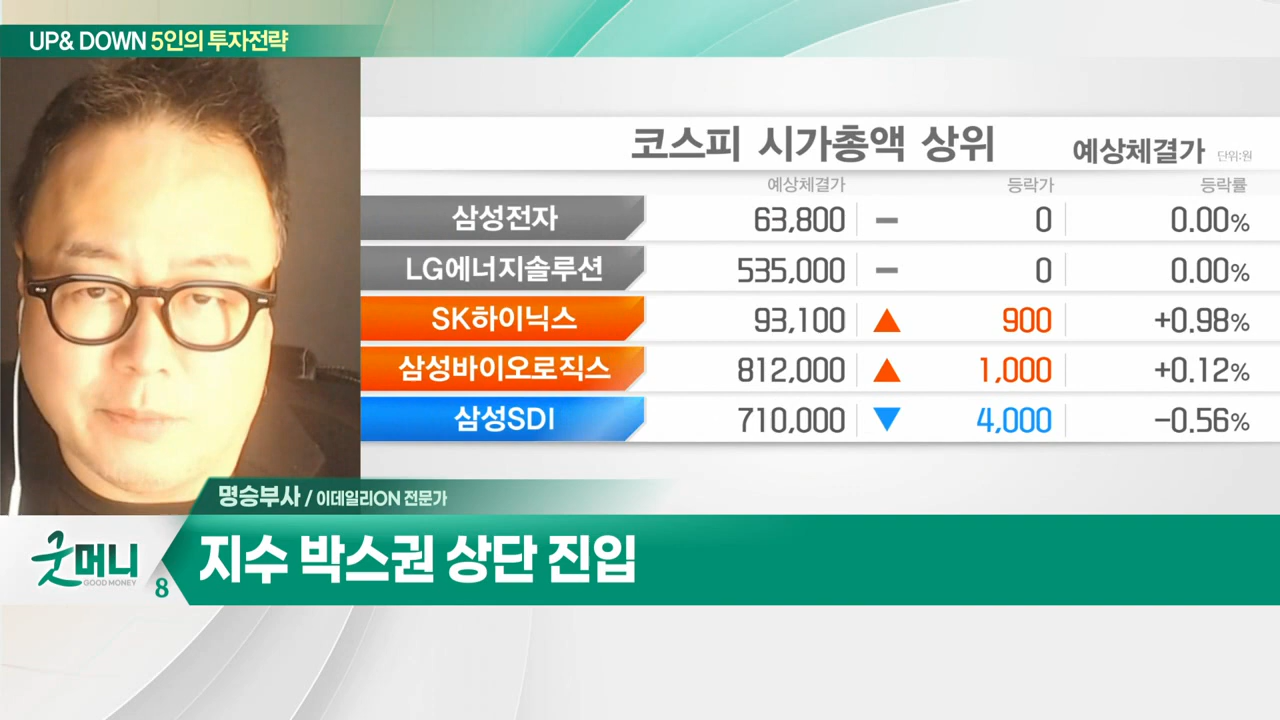 UP& DOWN 5인의 투자전략
코스피 시가총액 상위 예상체결가 단위:원
예상체결가 등락가 등락률
삼성전자 63,800 – 0 0.00%
LG에너지솔루션 535,000 – 0 0.00%
SK하이닉스 93,100 ▲ 900 +0.98%
삼성바이오로직스 812,000 ▲ 1,000 +0.12%
삼성SDI 710,000 ▼ 4,000 -0.56%
명승부사 / 이데일리ON 전문가
굿머니
GOOD MONEY
8
지수 박스권 상단 진입